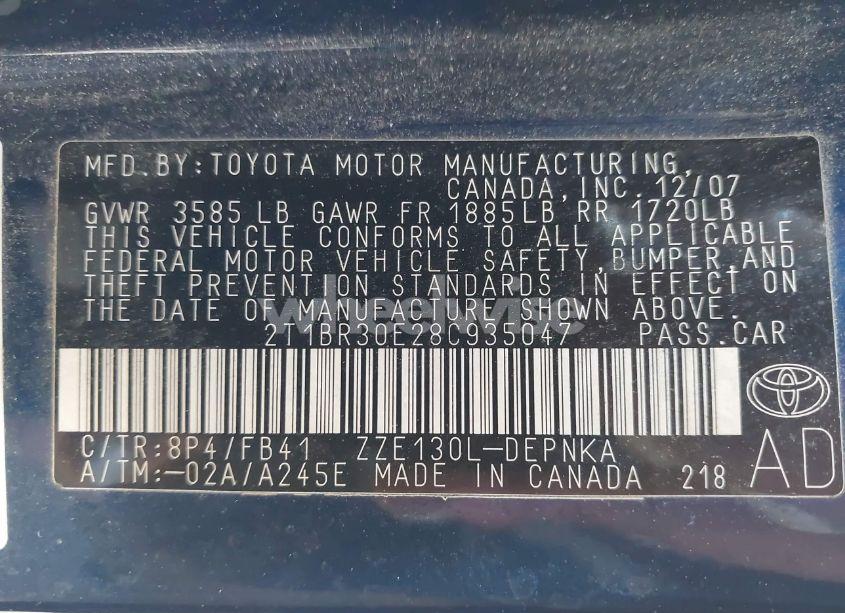 MFD.BY:TOYOTA MOTOR MANUFACTURING,
CANADA,INC. 12/07
GVWR 3585LB GAWR FR 1885LB RR 1720LB
THIS VEHICLE CONFORMS TO ALL APPLICABLE
FEDERAL MOTOR VEHICLE SAFETY,BUMPER,AND
THEFT PREVENTION STANDARDS IN EFFECT ON
THE DATE OF MANUFACTURE SHOWN ABOVE.
wheelwise
2T1BR30E28C935047 PASS.CAR
C/TR:8P4/FB41 ZZE130L-DEPNKA
A/TM:-02A/A245E MADE IN CANADA 218 AD